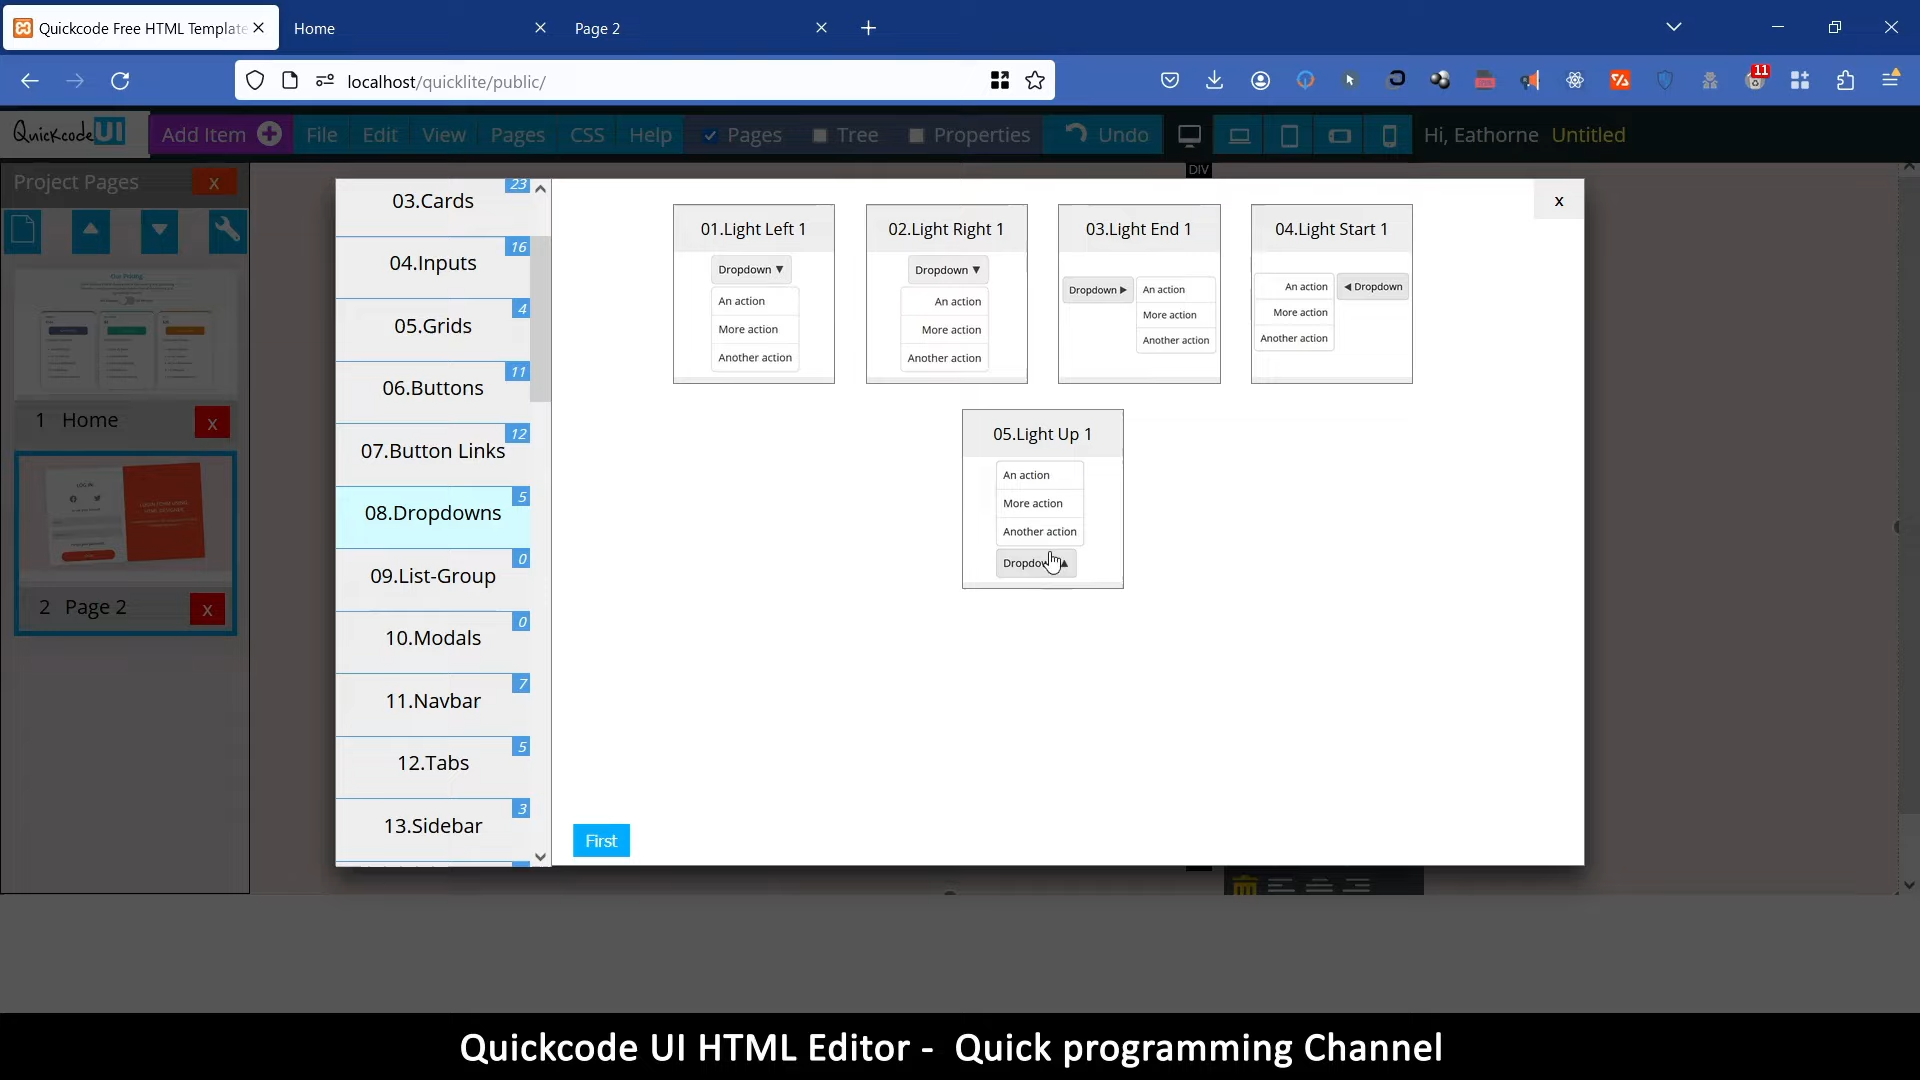 Quickcode Free HTML Template
Home
Page 2
localhost/quicklite/public/
11
Quickcode UI
Add Item
File
Edit
View
Pages
CSS
Help
Pages
Tree
Properties
Undo
Hi, Eathorne
Untitled
DIV
Project Pages
x
1 Home
x
LOG IN
2 Page 2
x
03.Cards
23
04.Inputs
16
05.Grids
4
06.Buttons
11
07.Button Links
12
08.Dropdowns
5
09.List-Group
0
10.Modals
0
11.Navbar
7
12.Tabs
5
13.Sidebar
3
x
01.Light Left 1
Dropdown ▼
An action
More action
Another action
02.Light Right 1
Dropdown ▼
An action
More action
Another action
03.Light End 1
Dropdown ▶
An action
More action
Another action
04.Light Start 1
An action
◀ Dropdown
More action
Another action
05.Light Up 1
An action
More action
Another action
Dropdow ▲
First
Quickcode UI HTML Editor - Quick programming Channel